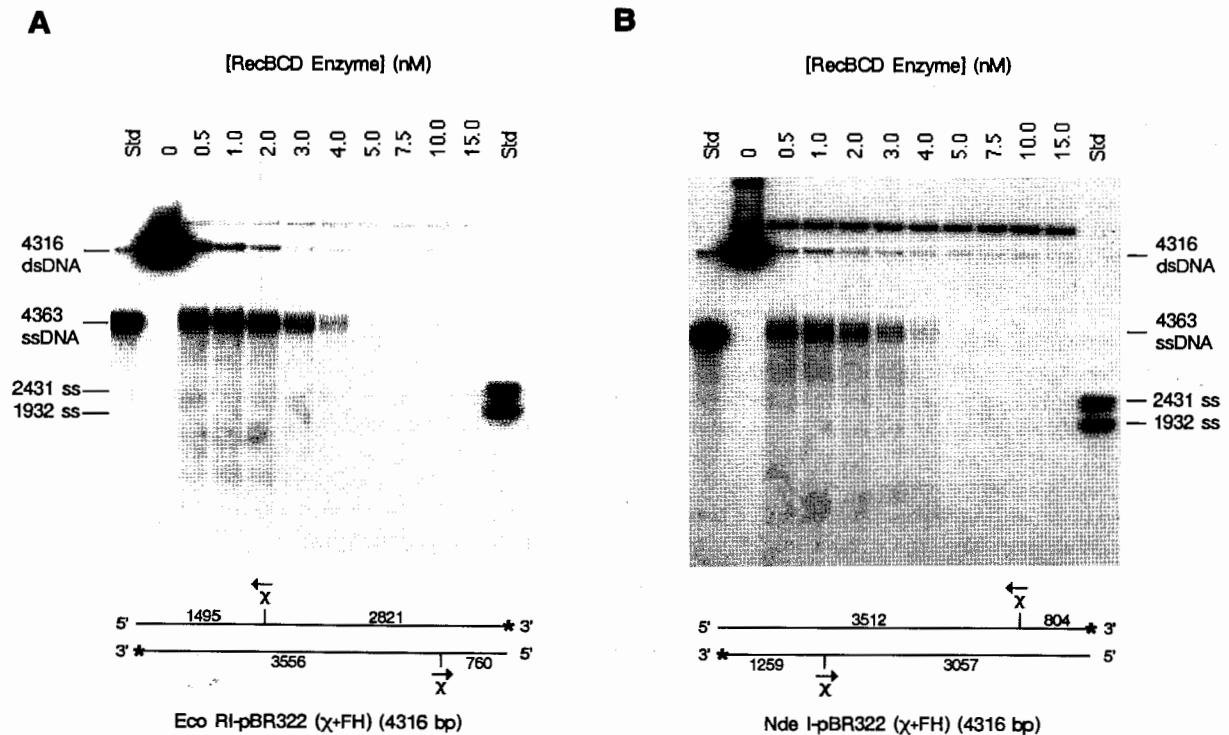 A
[RecBCD Enzyme] (nM)
Std 0 0.5 1.0 2.0 3.0 4.0 5.0 7.5 10.0 15.0 Std
4316
dsDNA
4363
ssDNA
2431 ss
1932 ss
χ
1495 2821
5' * 3'
3' * 5'
3556 760
χ
Eco RI-pBR322 (χ+FH) (4316 bp)
B
[RecBCD Enzyme] (nM)
Std 0 0.5 1.0 2.0 3.0 4.0 5.0 7.5 10.0 15.0 Std
4316
dsDNA
4363
ssDNA
2431 ss
1932 ss
χ
3512 804
5' * 3'
3' * 5'
1259 3057
χ
Nde I-pBR322 (χ+FH) (4316 bp)